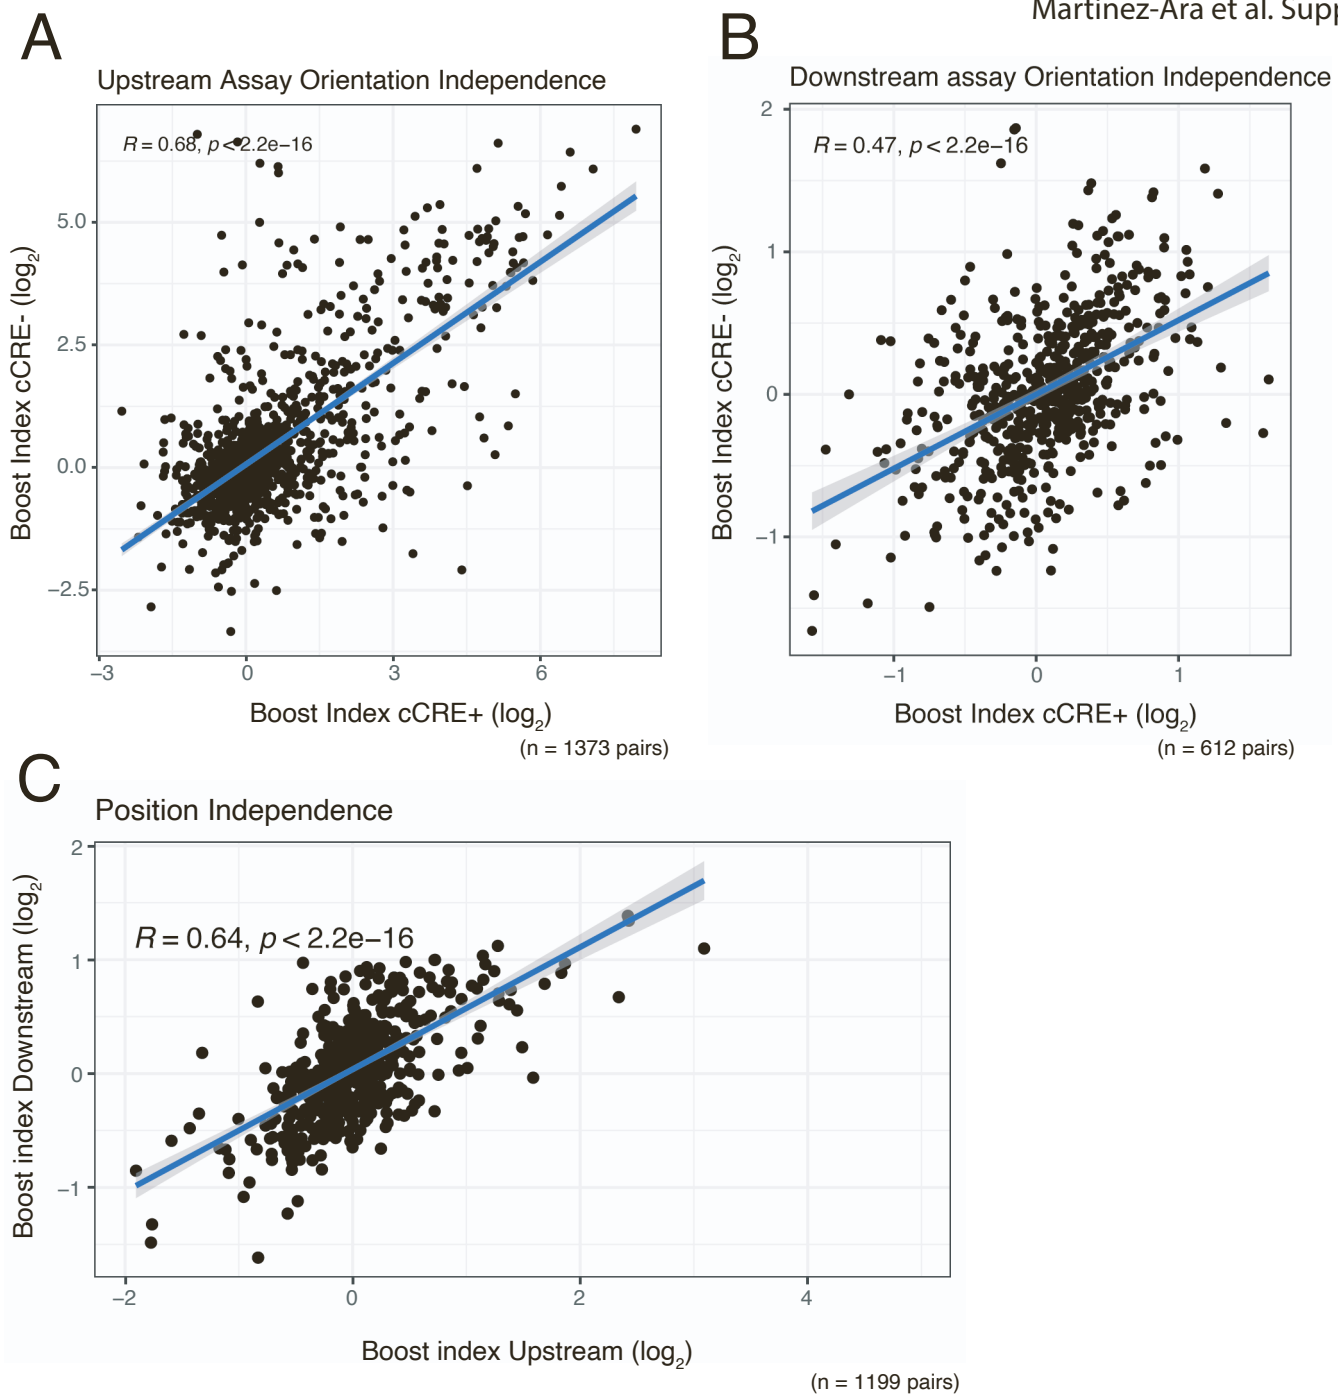 Martinez-Ara et al. Supp
A
Upstream Assay Orientation Independence
R = 0.68, p < 2.2e−16
5.0
2.5
0.0
−2.5
−3
0
3
6
Boost Index cCRE- (log2)
Boost Index cCRE+ (log2)
(n = 1373 pairs)
B
Downstream assay Orientation Independence
R = 0.47, p < 2.2e−16
2
1
0
−1
−1
0
1
Boost Index cCRE- (log2)
Boost Index cCRE+ (log2)
(n = 612 pairs)
C
Position Independence
R = 0.64, p < 2.2e−16
2
1
0
−1
−2
0
2
4
Boost index Downstream (log2)
Boost index Upstream (log2)
(n = 1199 pairs)